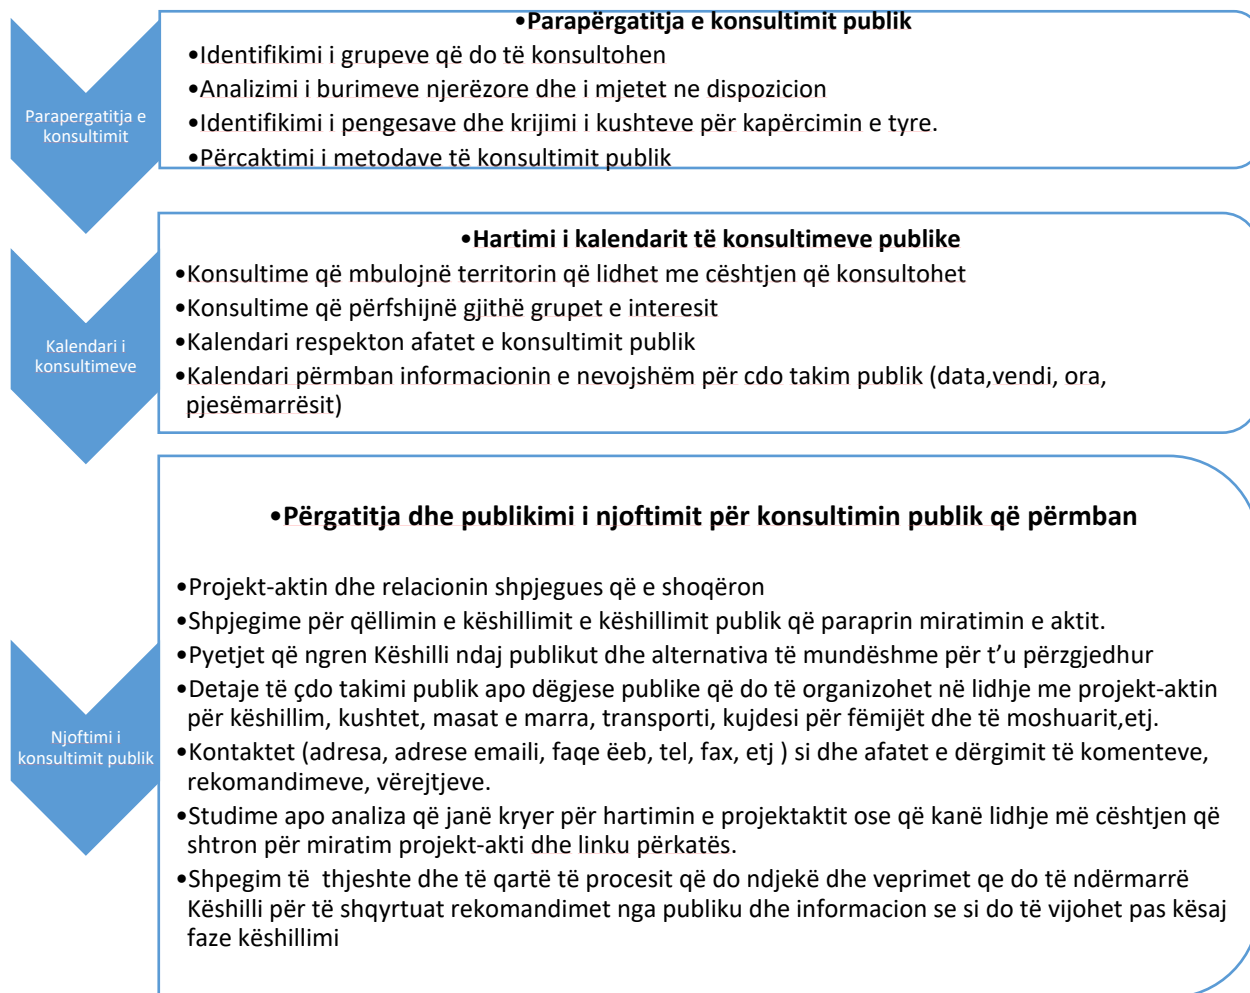 Parapergatitja e
konsultimit
•Parapërgatitja e konsultimit publik
•Identifikimi i grupeve që do të konsultohen
•Analizimi i burimeve njerëzore dhe i mjetet ne dispozicion
•Identifikimi i pengesave dhe krijimi i kushteve për kapërcimin e tyre.
•Përcaktimi i metodave të konsultimit publik
Kalendari i
konsultimeve
•Hartimi i kalendarit të konsultimeve publike
•Konsultime që mbulojnë territorin që lidhet me cështjen që konsultohet
•Konsultime që përfshijnë gjithë grupet e interesit
•Kalendari respekton afatet e konsultimit publik
•Kalendari përmban informacionin e nevojshëm për cdo takim publik (data,vendi, ora,
pjesëmarrësit)
Njoftimi i
konsultimit publik
•Përgatitja dhe publikimi i njoftimit për konsultimin publik që përmban
•Projekt-aktin dhe relacionin shpjegues që e shoqëron
•Shpjegime për qëllimin e këshillimit e këshillimit publik që paraprin miratimin e aktit.
•Pyetjet që ngren Këshilli ndaj publikut dhe alternativa të mundëshme për t’u përzgjedhur
•Detaje të çdo takimi publik apo dëgjese publike që do të organizohet në lidhje me projekt-aktin
për këshillim, kushtet, masat e marra, transporti, kujdesi për fëmijët dhe të moshuarit,etj.
•Kontaktet (adresa, adrese emaili, faqe ëeb, tel, fax, etj ) si dhe afatet e dërgimit të komenteve,
rekomandimeve, vërejtjeve.
•Studime apo analiza që janë kryer për hartimin e projektaktit ose që kanë lidhje më cështjen që
shtron për miratim projekt-akti dhe linku përkatës.
•Shpegim të  thjeshte dhe të qartë të procesit që do ndjekë dhe veprimet qe do të ndërmarrë
Këshilli për të shqyrtuat rekomandimet nga publiku dhe informacion se si do të vijohet pas kësaj
faze këshillimi